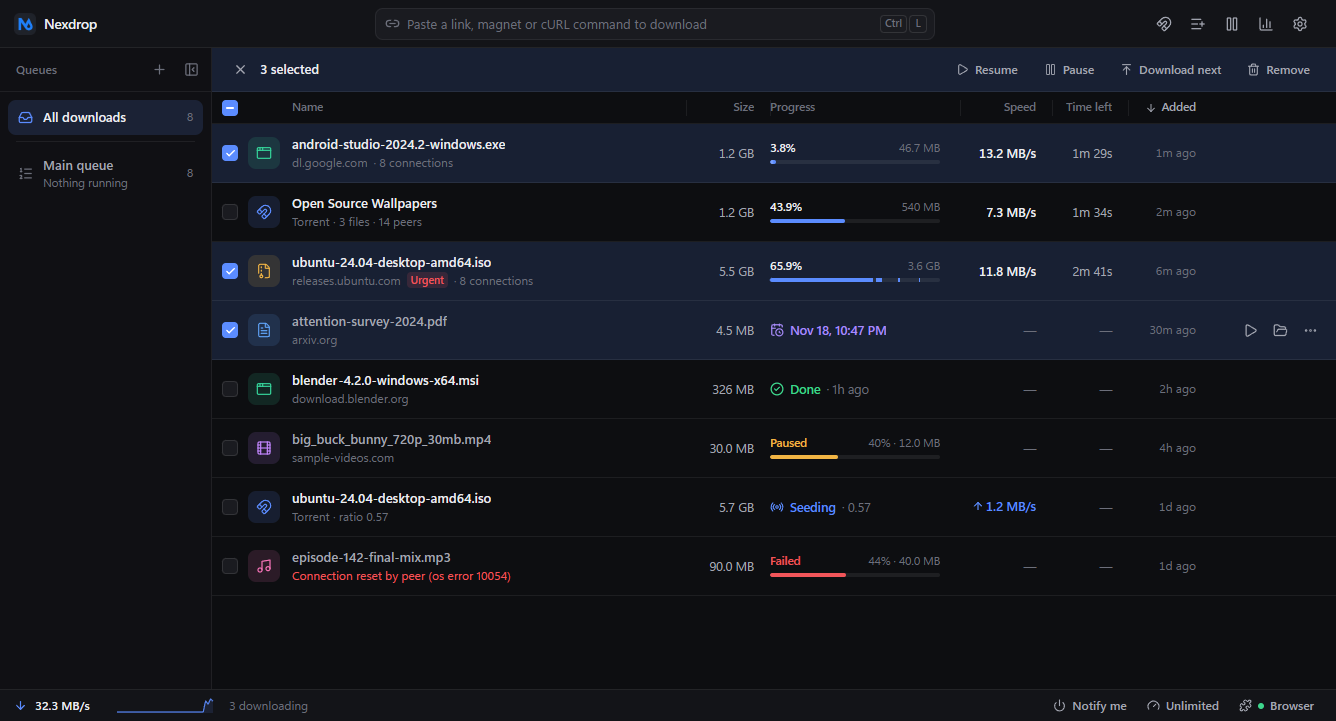 Nexdrop
Paste a link, magnet or cURL command to download
Ctrl L
Queues
3 selected
Resume
Pause
Download next
Remove
All downloads 8
Main queue 8
Nothing running
Name Size Progress Speed Time left Added
android-studio-2024.2-windows.exe
dl.google.com · 8 connections
1.2 GB
3.8% 46.7 MB
13.2 MB/s
1m 29s
1m ago
Open Source Wallpapers
Torrent · 3 files · 14 peers
1.2 GB
43.9% 540 MB
7.3 MB/s
1m 34s
2m ago
ubuntu-24.04-desktop-amd64.iso
releases.ubuntu.com Urgent · 8 connections
5.5 GB
65.9% 3.6 GB
11.8 MB/s
2m 41s
6m ago
attention-survey-2024.pdf
arxiv.org
4.5 MB
Nov 18, 10:47 PM
—
—
30m ago
blender-4.2.0-windows-x64.msi
download.blender.org
326 MB
Done · 1h ago
—
—
2h ago
big_buck_bunny_720p_30mb.mp4
sample-videos.com
30.0 MB
Paused 40% · 12.0 MB
—
—
4h ago
ubuntu-24.04-desktop-amd64.iso
Torrent · ratio 0.57
5.7 GB
Seeding · 0.57
↑ 1.2 MB/s
—
1d ago
episode-142-final-mix.mp3
Connection reset by peer (os error 10054)
90.0 MB
Failed 44% · 40.0 MB
—
—
1d ago
32.3 MB/s
3 downloading
Notify me
Unlimited
Browser